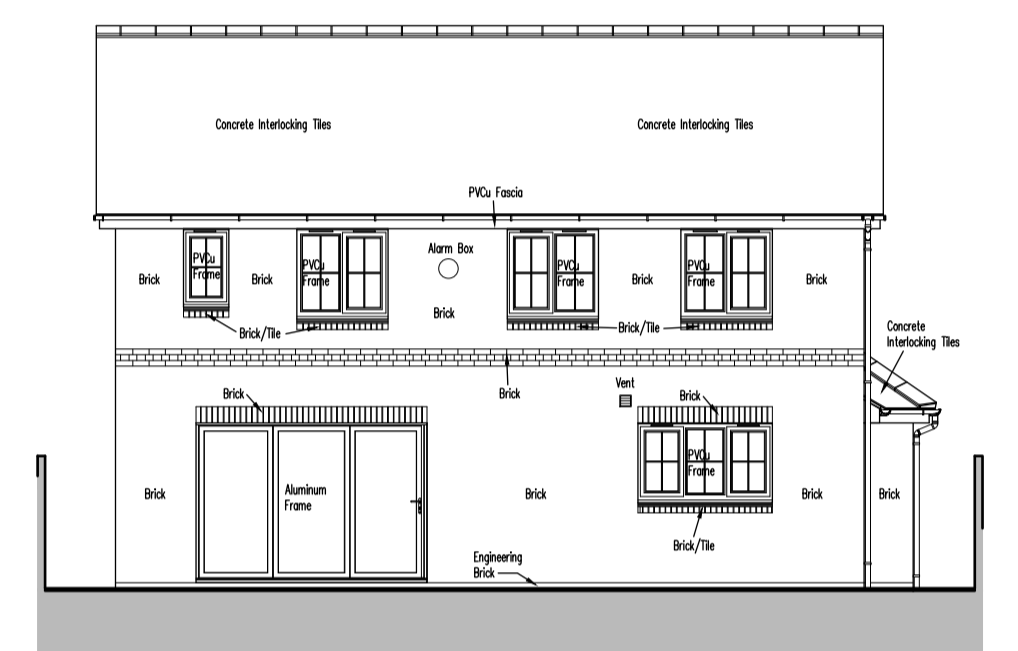 Concrete Interlocking Tiles
Concrete Interlocking Tiles
PVCu Fascia
Alarm Box
PVCu
Frame
PVCu
Frame
PVCu
Frame
PVCu
Frame
Brick
Brick
Brick
Brick
Brick
Brick/Tile
Brick/Tile
Concrete
Interlocking Tiles
Brick
Brick
Vent
Brick
PVCu
Frame
Brick
Aluminum
Frame
Brick
Brick
Brick
Brick/Tile
Engineering
Brick